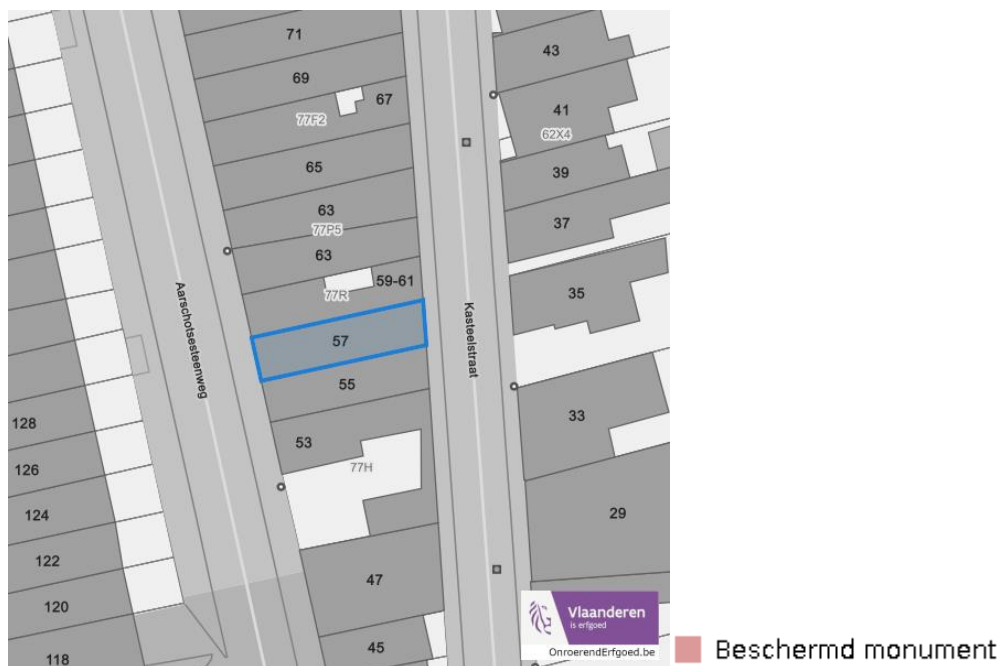 71
43
69
67
41
77F2
62X4
65
39
63
37
77P5
63
59-61
77R
35
Aarschotsesteenweg
Kasteelstraat
57
55
128
33
53
77H
126
124
29
122
47
120
118
45
Vlaanderen
is erfgoed
OnroerendErfgoed.be
Beschermd monument